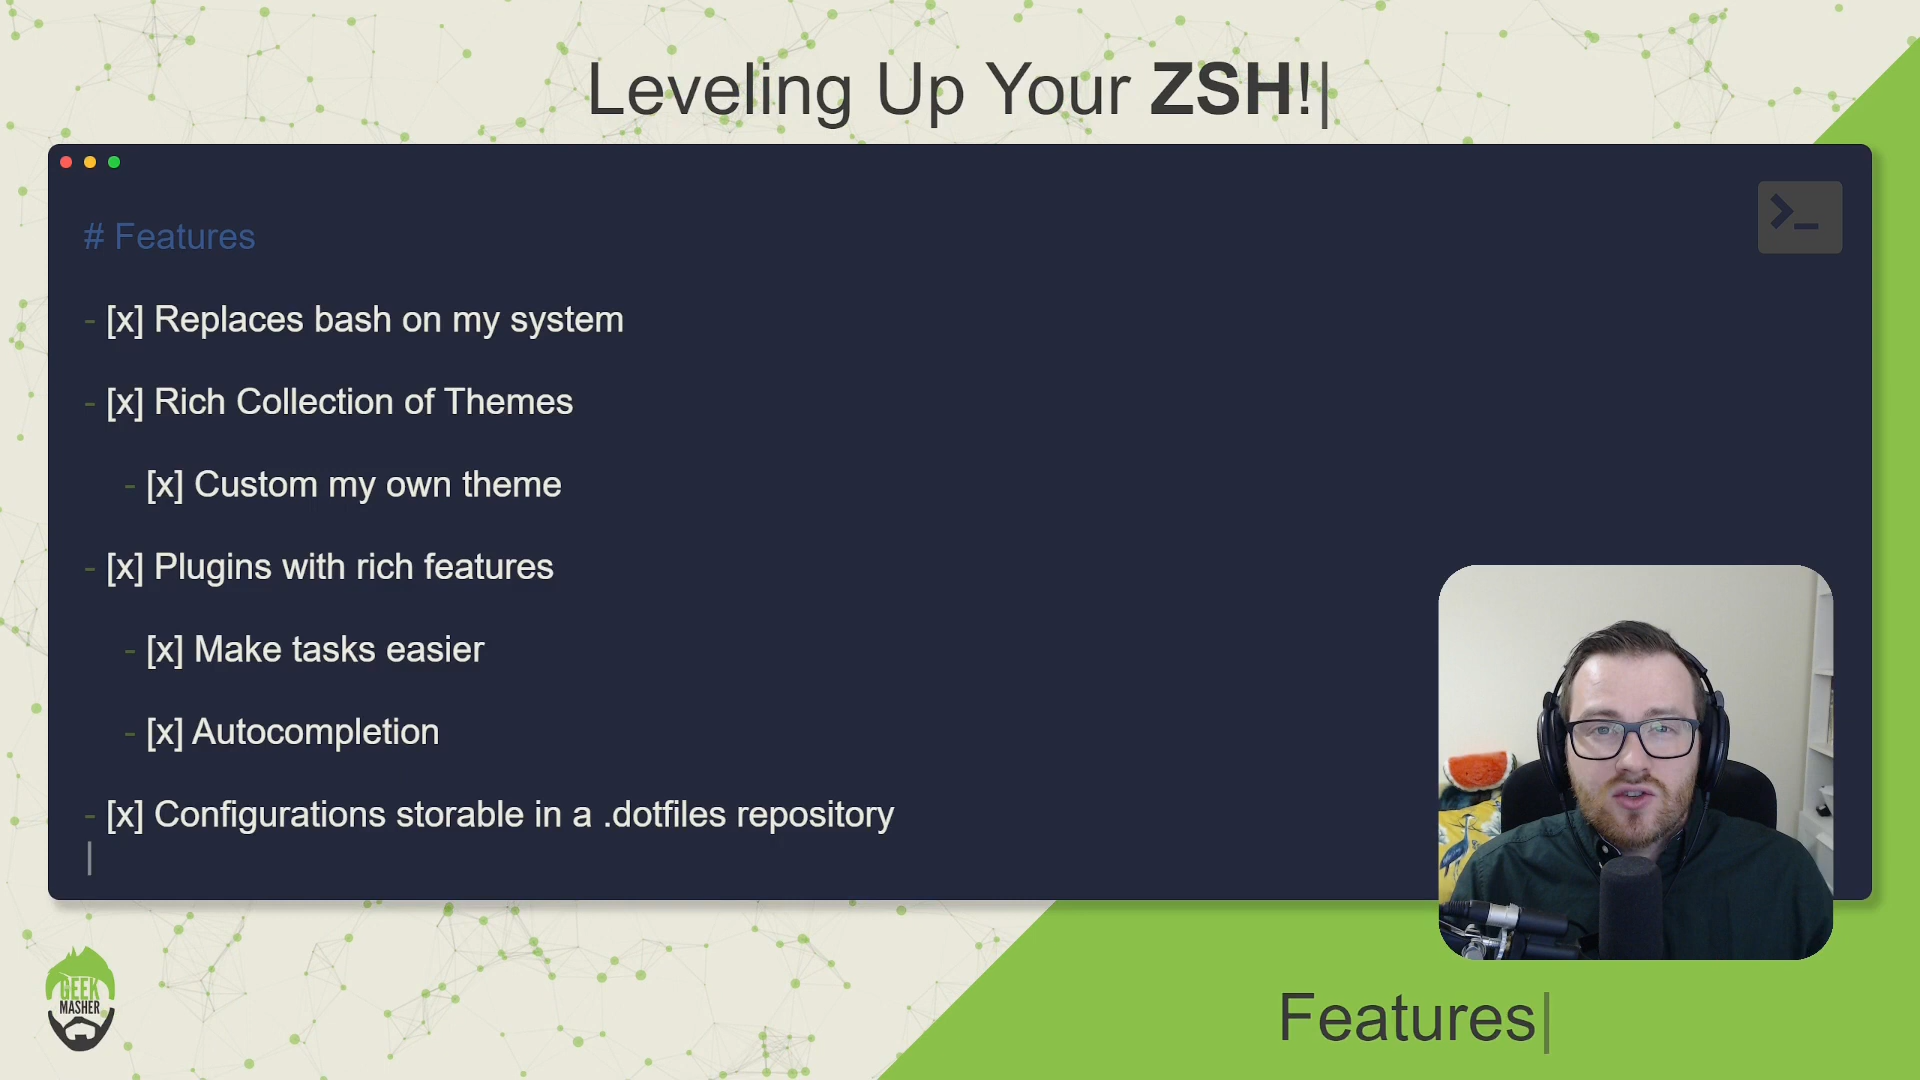 Leveling Up Your ZSH!|
>_
# Features
- [x] Replaces bash on my system
- [x] Rich Collection of Themes
- [x] Custom my own theme
- [x] Plugins with rich features
- [x] Make tasks easier
- [x] Autocompletion
- [x] Configurations storable in a .dotfiles repository
|
GEEK
MASHER
Features|